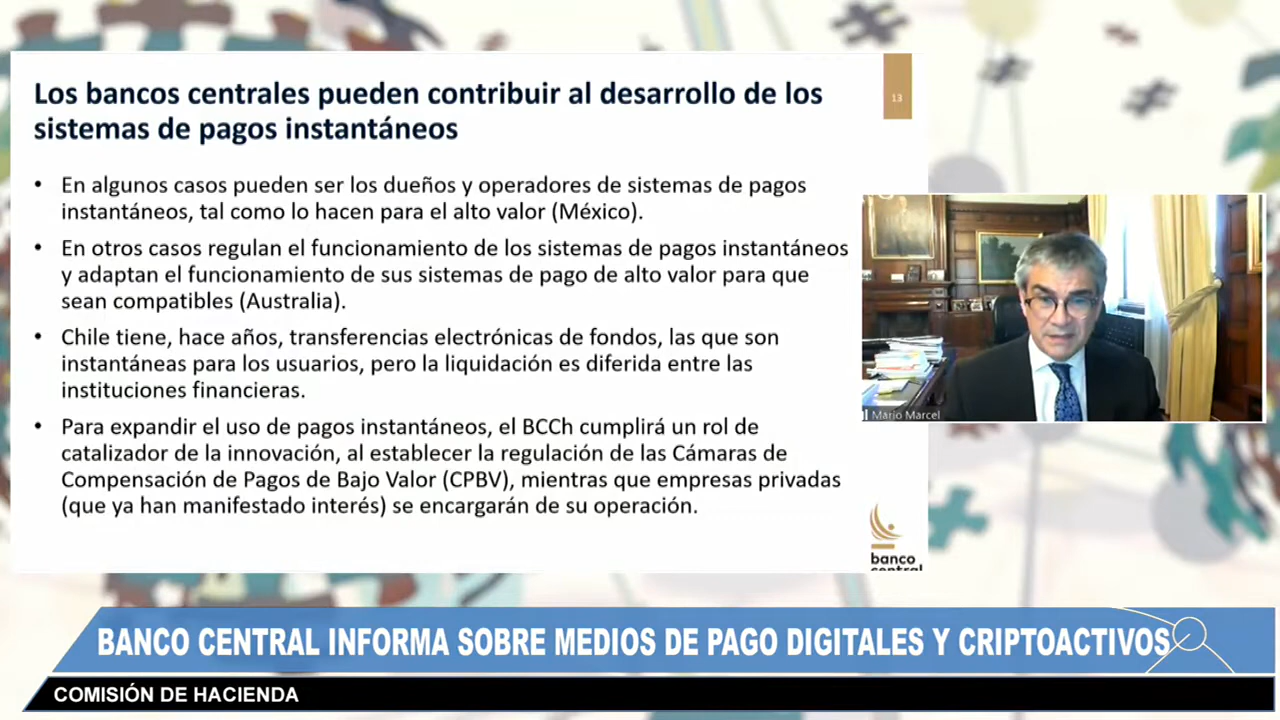 Los bancos centrales pueden contribuir al desarrollo de los
sistemas de pagos instantáneos
13
• En algunos casos pueden ser los dueños y operadores de sistemas de pagos
instantáneos, tal como lo hacen para el alto valor (México).
• En otros casos regulan el funcionamiento de los sistemas de pagos instantáneos
y adaptan el funcionamiento de sus sistemas de pago de alto valor para que
sean compatibles (Australia).
• Chile tiene, hace años, transferencias electrónicas de fondos, las que son
instantáneas para los usuarios, pero la liquidación es diferida entre las
instituciones financieras.
• Para expandir el uso de pagos instantáneos, el BCCh cumplirá un rol de
catalizador de la innovación, al establecer la regulación de las Cámaras de
Compensación de Pagos de Bajo Valor (CPBV), mientras que empresas privadas
(que ya han manifestado interés) se encargarán de su operación.
Mario Marcel
banco
central
BANCO CENTRAL INFORMA SOBRE MEDIOS DE PAGO DIGITALES Y CRIPTOACTIVOS
COMISIÓN DE HACIENDA